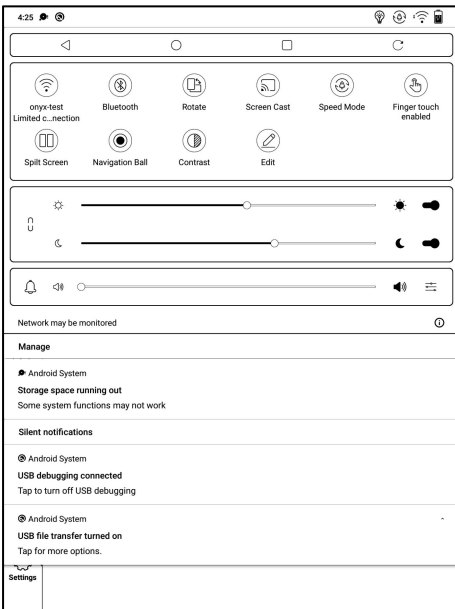 4:25
onyx-test
Limited c...nection
Bluetooth
Rotate
Screen Cast
Speed Mode
Finger touch
enabled
Spilt Screen
Navigation Ball
Contrast
Edit
Network may be monitored
Manage
Android System
Storage space running out
Some system functions may not work
Silent notifications
Android System
USB debugging connected
Tap to turn off USB debugging
Android System
USB file transfer turned on
Tap for more options.
Settings